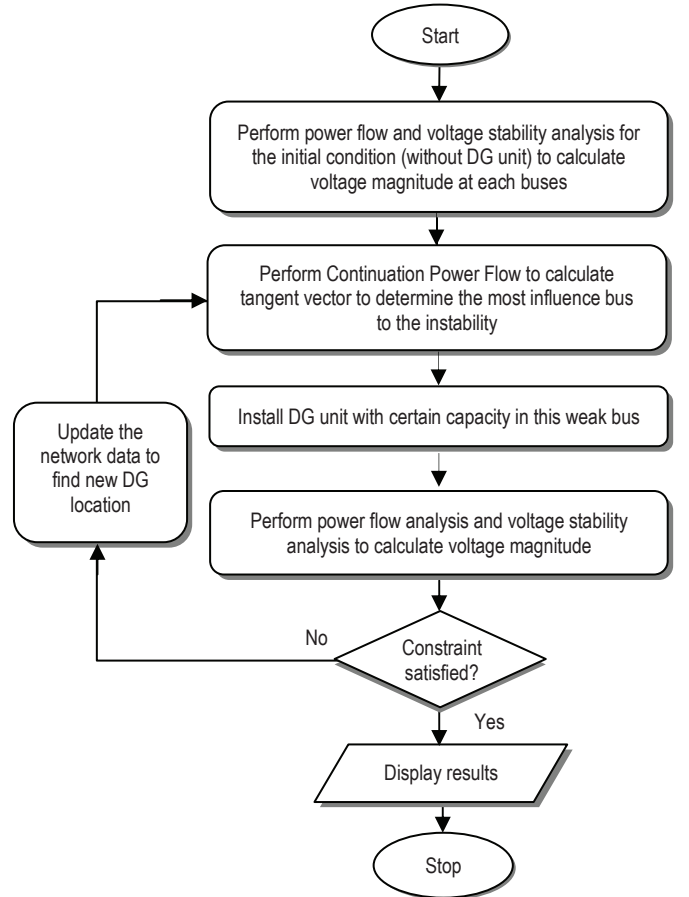 Start
Perform power flow and voltage stability analysis for
the initial condition (without DG unit) to calculate
voltage magnitude at each buses
Perform Continuation Power Flow to calculate
tangent vector to determine the most influence bus
to the instability
Install DG unit with certain capacity in this weak bus
Update the
network data to
find new DG
location
Perform power flow analysis and voltage stability
analysis to calculate voltage magnitude
No
Constraint
satisfied?
Yes
Display results
Stop